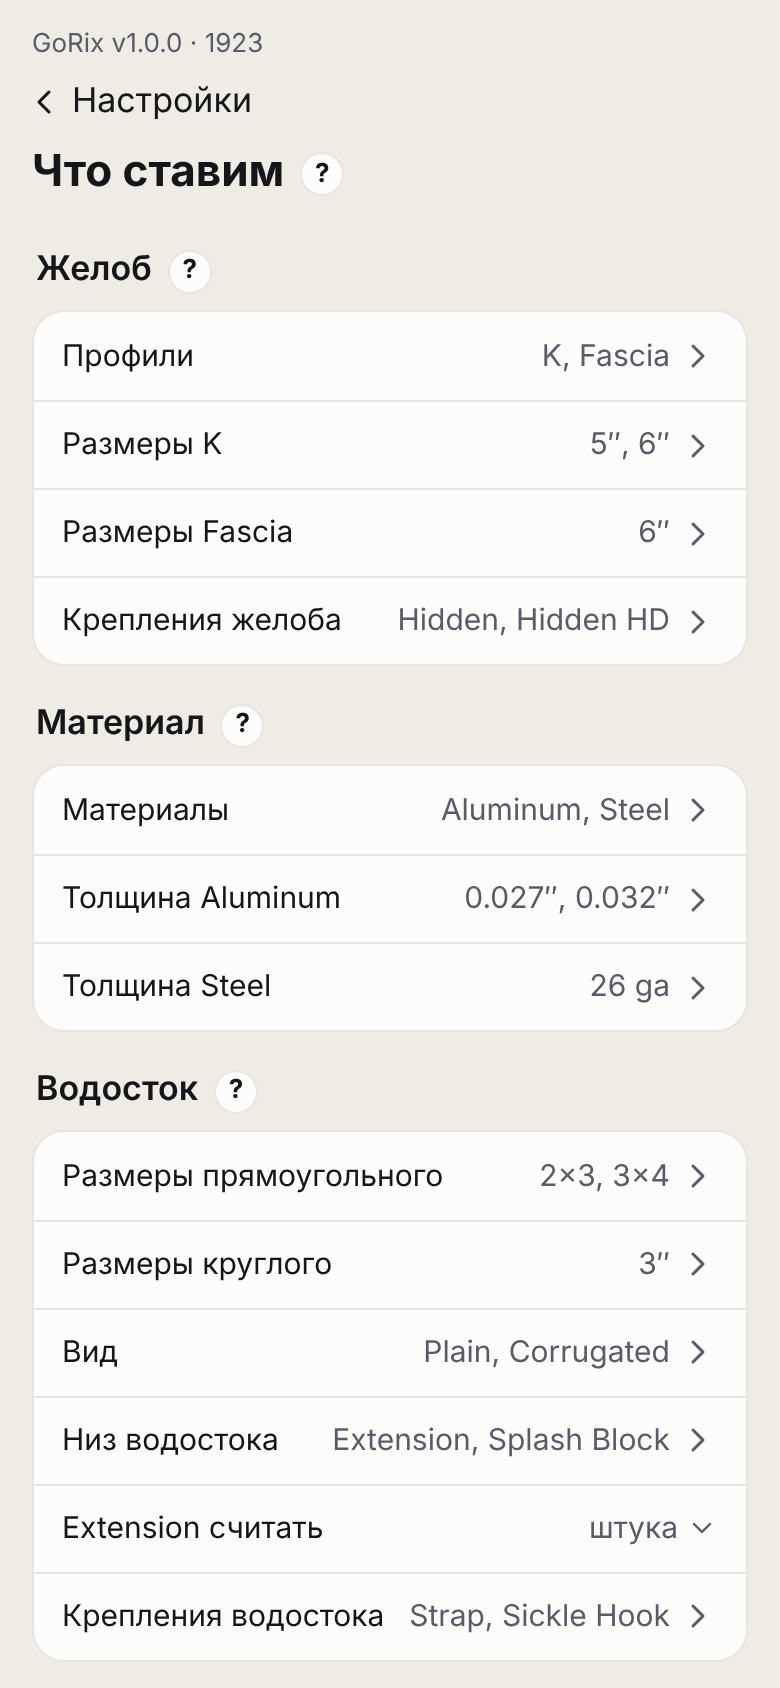 GoRix v1.0.0 · 1923
Настройки
Что ставим ?
Желоб ?
Профили K, Fascia
Размеры K 5″, 6″
Размеры Fascia 6″
Крепления желоба Hidden, Hidden HD
Материал ?
Материалы Aluminum, Steel
Толщина Aluminum 0.027″, 0.032″
Толщина Steel 26 ga
Водосток ?
Размеры прямоугольного 2×3, 3×4
Размеры круглого 3″
Вид Plain, Corrugated
Низ водостока Extension, Splash Block
Extension считать штука
Крепления водостока Strap, Sickle Hook